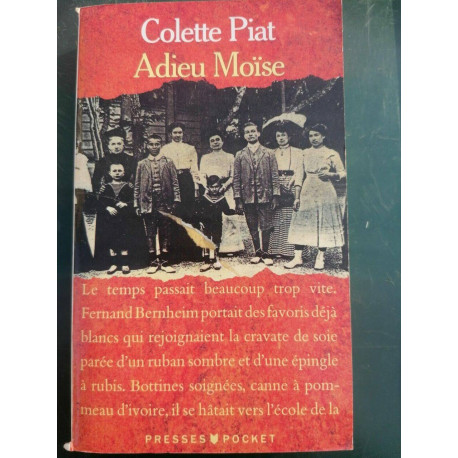 Colette Piat
Adieu Moïse
Le temps passait beaucoup trop vite.
Fernand Bernheim portait des favoris déjà
blancs qui rejoignaient la cravate de soie
parée d'un ruban sombre et d'une épingle
à rubis. Bottines soignées, canne à pom-
meau d'ivoire, il se hâtait vers l'école de la
PRESSES POCKET